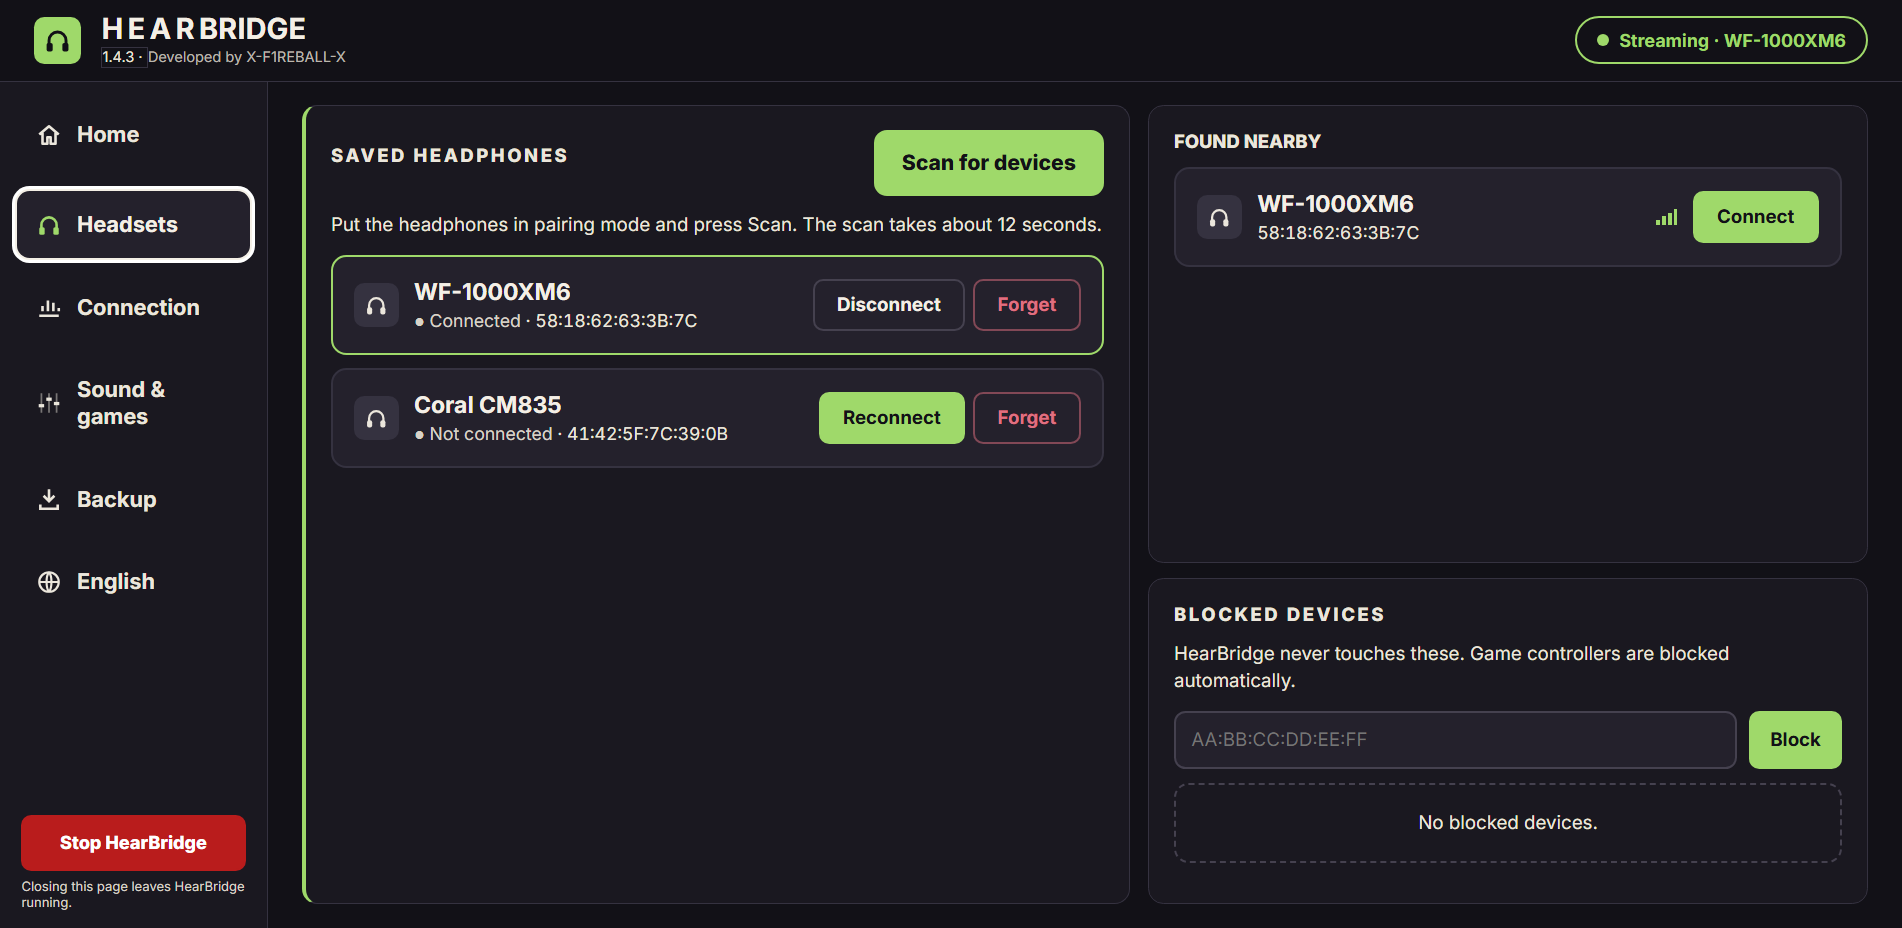 HEARBRIDGE
1.4.3 · Developed by X-F1REBALL-X
Streaming · WF-1000XM6
Home
Headsets
Connection
Sound &
games
Backup
English
Stop HearBridge
Closing this page leaves HearBridge
running.
SAVED HEADPHONES
Scan for devices
Put the headphones in pairing mode and press Scan. The scan takes about 12 seconds.
WF-1000XM6
● Connected · 58:18:62:63:3B:7C
Disconnect
Forget
Coral CM835
● Not connected · 41:42:5F:7C:39:0B
Reconnect
Forget
FOUND NEARBY
WF-1000XM6
58:18:62:63:3B:7C
Connect
BLOCKED DEVICES
HearBridge never touches these. Game controllers are blocked
automatically.
AA:BB:CC:DD:EE:FF
Block
No blocked devices.